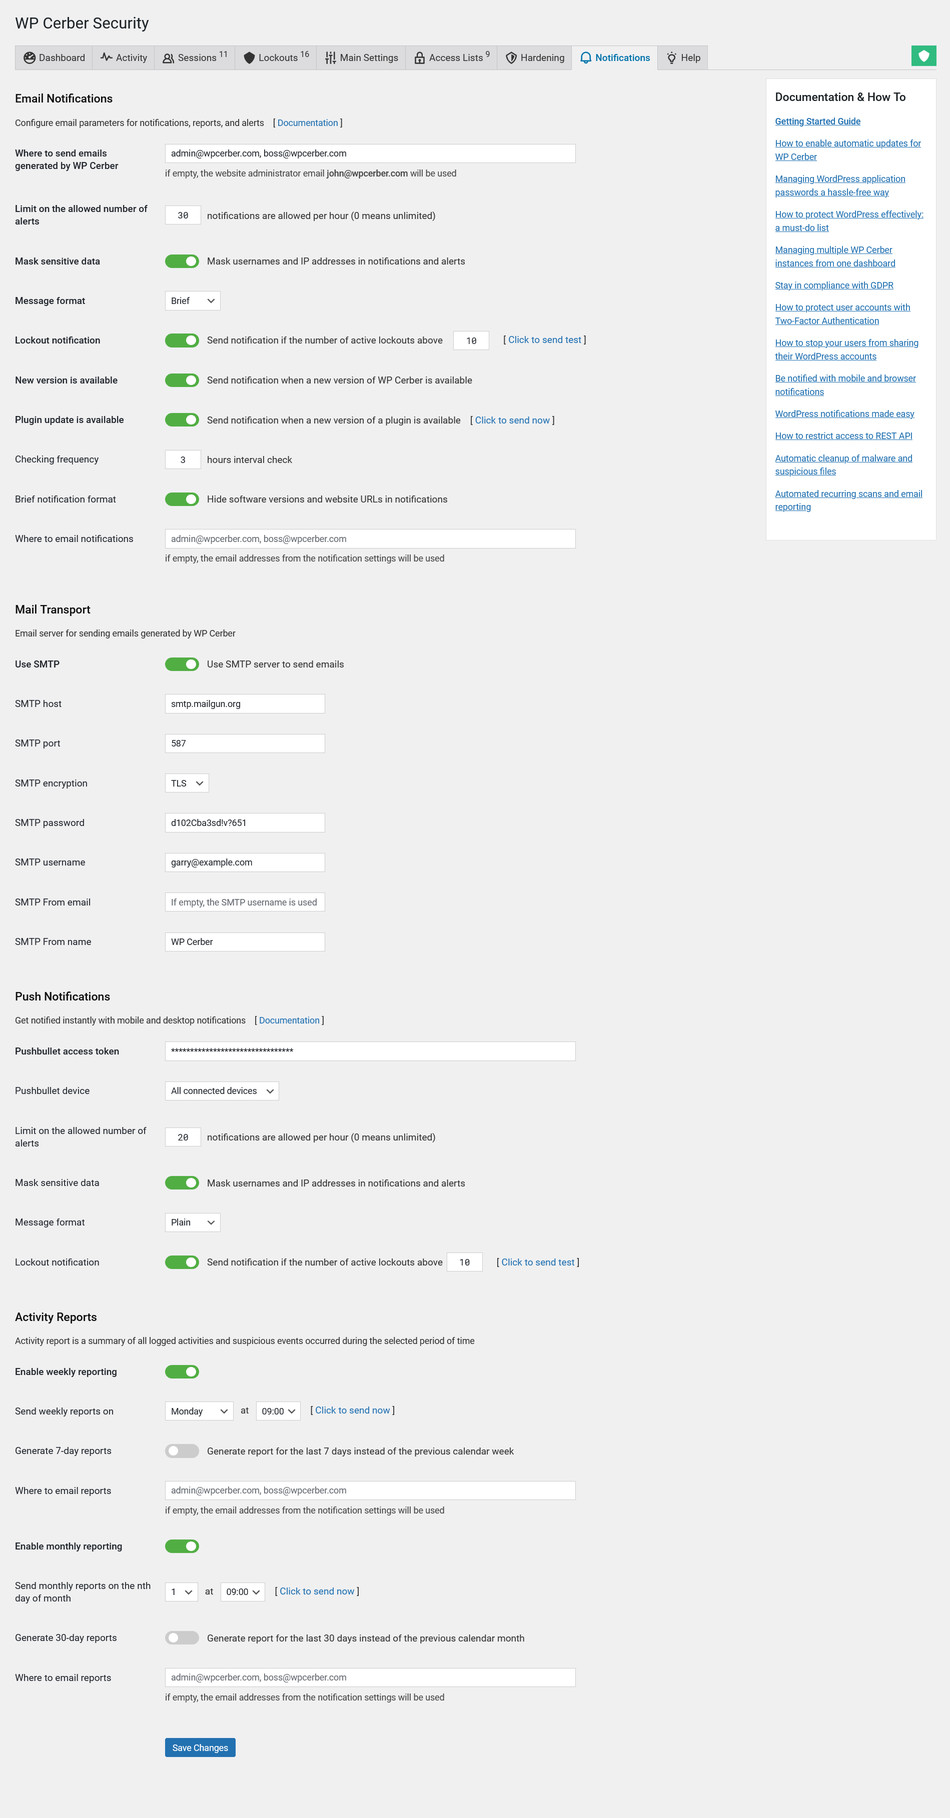 WP Cerber Security
Dashboard Activity Sessions 11 Lockouts 16 Main Settings Access Lists 9 Hardening Notifications Help
Email Notifications
Configure email parameters for notifications, reports, and alerts [ Documentation ]
Where to send emails
generated by WP Cerber
admin@wpcerber.com, boss@wpcerber.com
if empty, the website administrator email john@wpcerber.com will be used
Limit on the allowed number of
alerts
30 notifications are allowed per hour (0 means unlimited)
Mask sensitive data Mask usernames and IP addresses in notifications and alerts
Message format Brief
Lockout notification Send notification if the number of active lockouts above 10 [ Click to send test ]
New version is available Send notification when a new version of WP Cerber is available
Plugin update is available Send notification when a new version of a plugin is available [ Click to send now ]
Checking frequency 3 hours interval check
Brief notification format Hide software versions and website URLs in notifications
Where to email notifications admin@wpcerber.com, boss@wpcerber.com
if empty, the email addresses from the notification settings will be used
Mail Transport
Email server for sending emails generated by WP Cerber
Use SMTP Use SMTP server to send emails
SMTP host smtp.mailgun.org
SMTP port 587
SMTP encryption TLS
SMTP password d102Cba3sd!v?651
SMTP username garry@example.com
SMTP From email If empty, the SMTP username is used
SMTP From name WP Cerber
Push Notifications
Get notified instantly with mobile and desktop notifications [ Documentation ]
Pushbullet access token ********************************
Pushbullet device All connected devices
Limit on the allowed number of
alerts
20 notifications are allowed per hour (0 means unlimited)
Mask sensitive data Mask usernames and IP addresses in notifications and alerts
Message format Plain
Lockout notification Send notification if the number of active lockouts above 10 [ Click to send test ]
Activity Reports
Activity report is a summary of all logged activities and suspicious events occurred during the selected period of time
Enable weekly reporting
Send weekly reports on Monday at 09:00 [ Click to send now ]
Generate 7-day reports Generate report for the last 7 days instead of the previous calendar week
Where to email reports admin@wpcerber.com, boss@wpcerber.com
if empty, the email addresses from the notification settings will be used
Enable monthly reporting
Send monthly reports on the nth
day of month
1 at 09:00 [ Click to send now ]
Generate 30-day reports Generate report for the last 30 days instead of the previous calendar month
Where to email reports admin@wpcerber.com, boss@wpcerber.com
if empty, the email addresses from the notification settings will be used
Save Changes
Documentation & How To
Getting Started Guide
How to enable automatic updates for
WP Cerber
Managing WordPress application
passwords a hassle-free way
How to protect WordPress effectively:
a must-do list
Managing multiple WP Cerber
instances from one dashboard
Stay in compliance with GDPR
How to protect user accounts with
Two-Factor Authentication
How to stop your users from sharing
their WordPress accounts
Be notified with mobile and browser
notifications
WordPress notifications made easy
How to restrict access to REST API
Automatic cleanup of malware and
suspicious files
Automated recurring scans and email
reporting